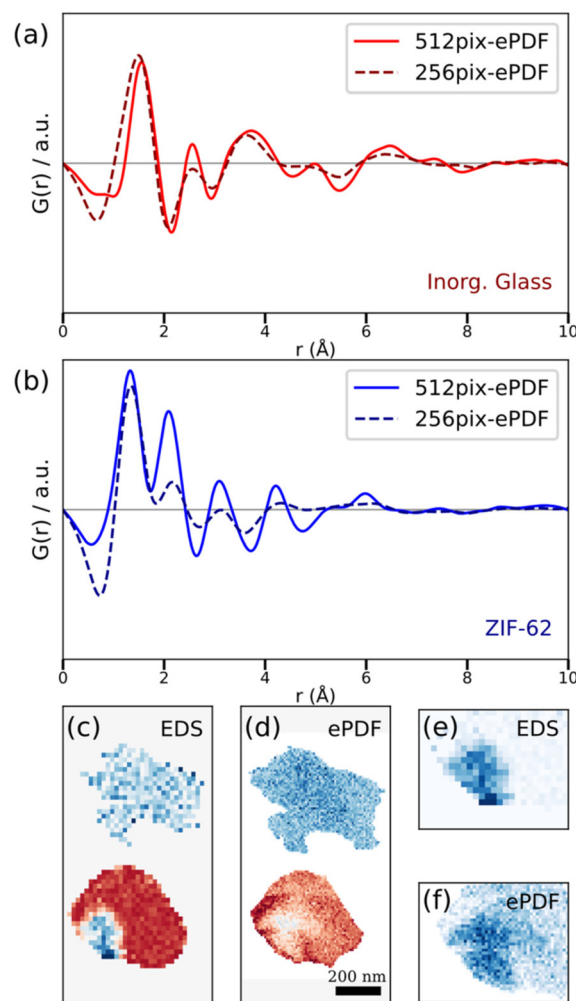 (a)
512pix-ePDF
256pix-ePDF
G(r) / a.u.
Inorg. Glass
0 2 4 6 8 10
r (Å)
(b)
512pix-ePDF
256pix-ePDF
G(r) / a.u.
ZIF-62
0 2 4 6 8 10
r (Å)
(c) EDS
(d) ePDF
200 nm
(e) EDS
(f) ePDF